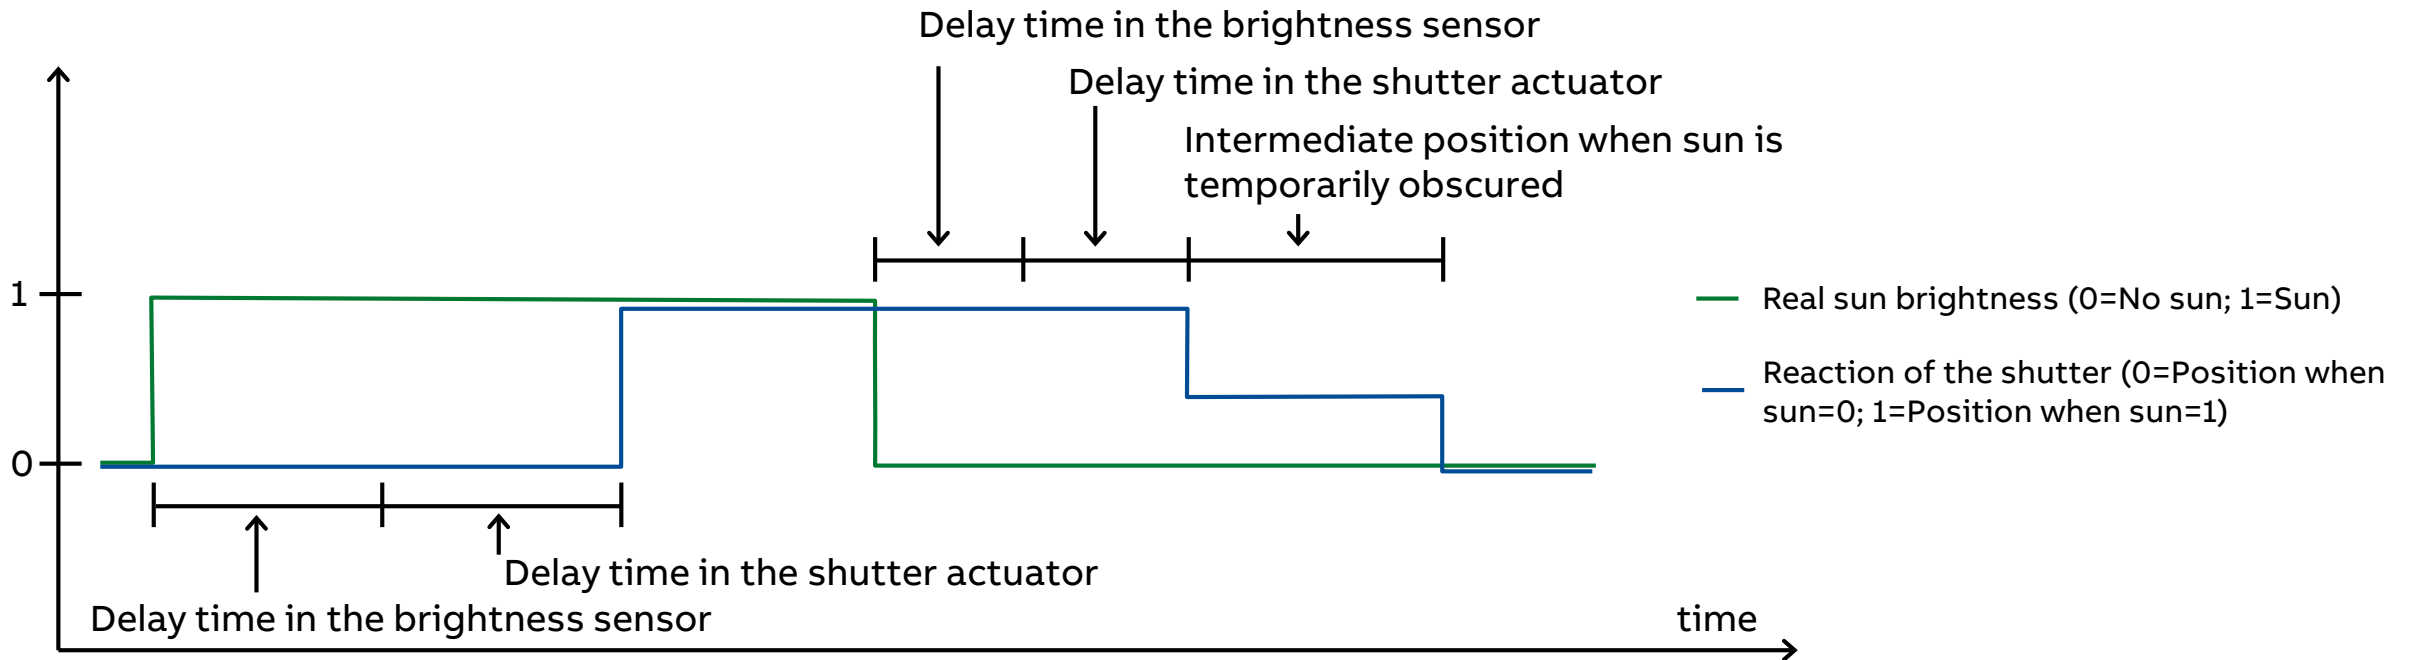 Delay time in the brightness sensor
Delay time in the shutter actuator
Intermediate position when sun is
temporarily obscured
1
0
Real sun brightness (0=No sun; 1=Sun)
Reaction of the shutter (0=Position when
sun=0; 1=Position when sun=1)
Delay time in the shutter actuator
Delay time in the brightness sensor
time